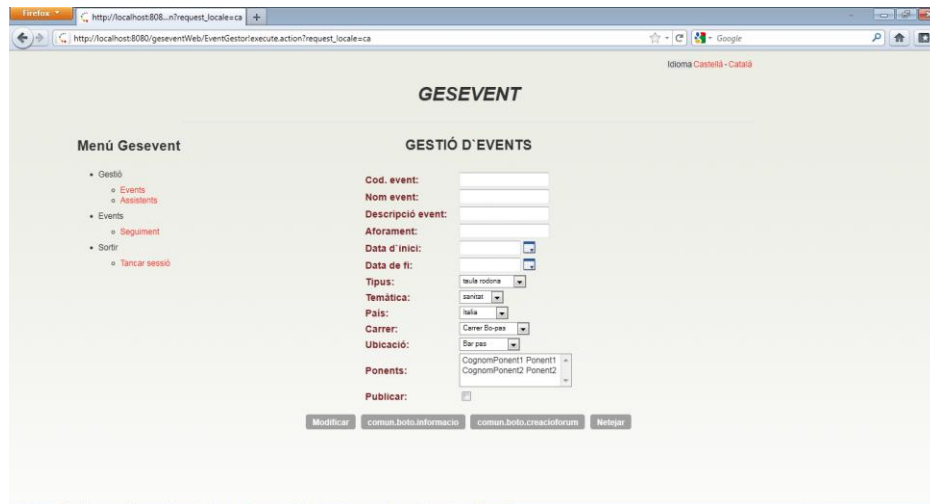 Firefox
http://localhost:808...n?request_locale=ca
http://localhost:8080/geseventWeb/EventGestor!execute.action?request_locale=ca
Google
Idioma Castellà - Català
GESEVENT
Menú Gesevent
Gestió
Events
Assistents
Events
Seguiment
Sortir
Tancar sessió
GESTIÓ D`EVENTS
Cod. event:
Nom event:
Descripció event:
Aforament:
Data d`inici:
Data de fi:
Tipus: taula rodona
Temàtica: sanitat
País: Italia
Carrer: Carrer Bo-pas
Ubicació: Bar pas
Ponents: CognomPonent1 Ponent1
CognomPonent2 Ponent2
Publicar:
Modificar comun.boto.informacio comun.boto.creacioforum Netejar